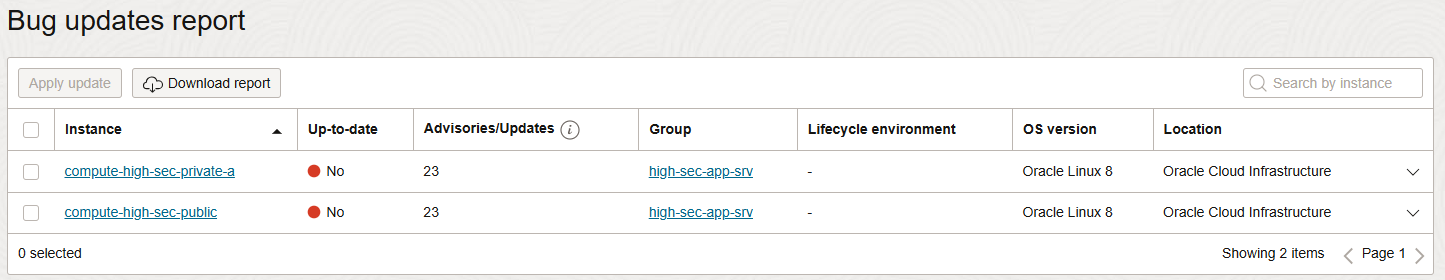 Bug updates report
Apply update Download report Search by instance
Instance Up-to-date Advisories/Updates i Group Lifecycle environment OS version Location
compute-high-sec-private-a No 23 high-sec-app-srv - Oracle Linux 8 Oracle Cloud Infrastructure
compute-high-sec-public No 23 high-sec-app-srv - Oracle Linux 8 Oracle Cloud Infrastructure
0 selected Showing 2 items Page 1